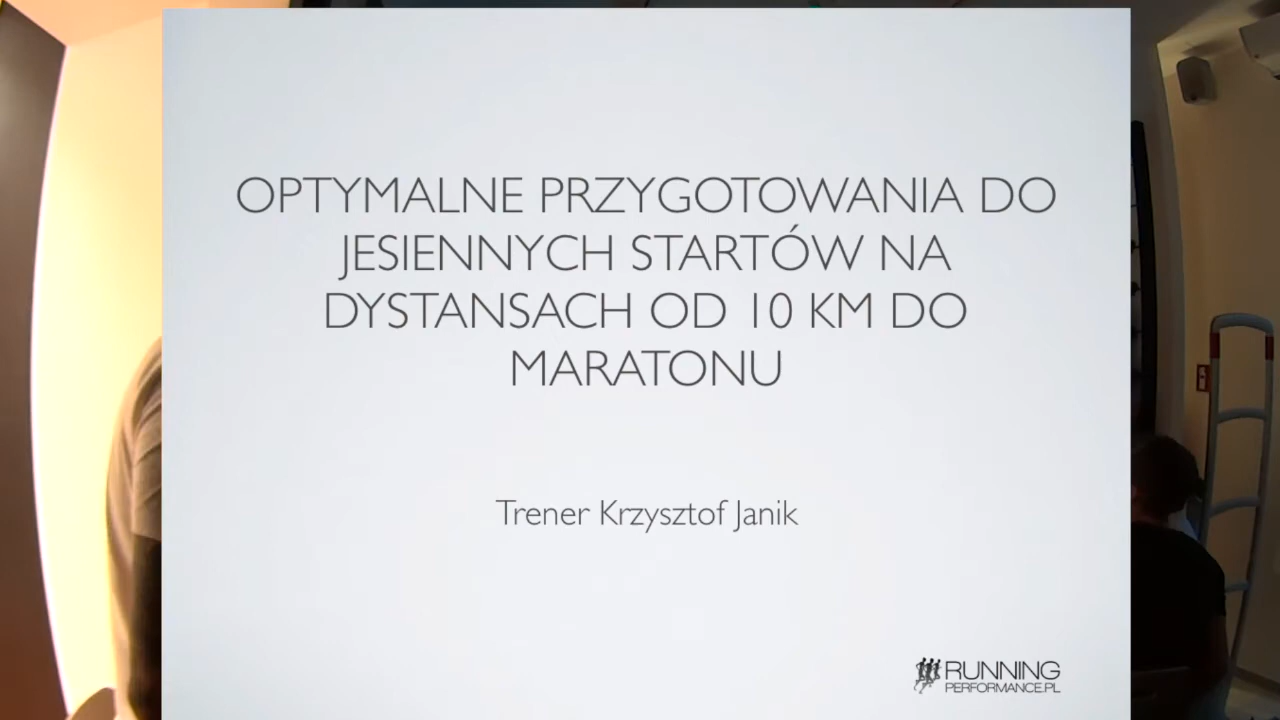 OPTYMALNE PRZYGOTOWANIA DO
JESIENNYCH STARTÓW NA
DYSTANSACH OD 10 KM DO
MARATONU
Trener Krzysztof Janik
RUNNING
PERFORMANCE.PL